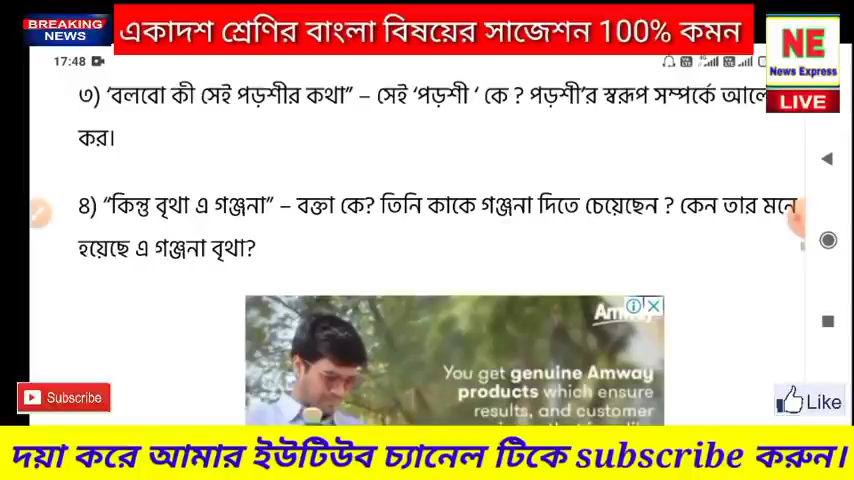 BREAKING
NEWS
একাদশ শ্রেণির বাংলা বিষয়ের সাজেশন 100% কমন
NE
News Express
LIVE
17:48
৩) ‘বলবো কী সেই পড়শীর কথা” – সেই ‘পড়শী ‘ কে ? পড়শী’র স্বরূপ সম্পর্কে
কর।
৪) “কিন্তু বৃথা এ গঞ্জনা” – বক্তা কে? তিনি কাকে গঞ্জনা দিতে চেয়েছেন ? কেন তার মনে
হয়েছে এ গঞ্জনা বৃথা?
You get genuine Amway
products which ensure
results, and customer
Subscribe
Like
দয়া করে আমার ইউটিউব চ্যানেল টিকে subscribe করুন।